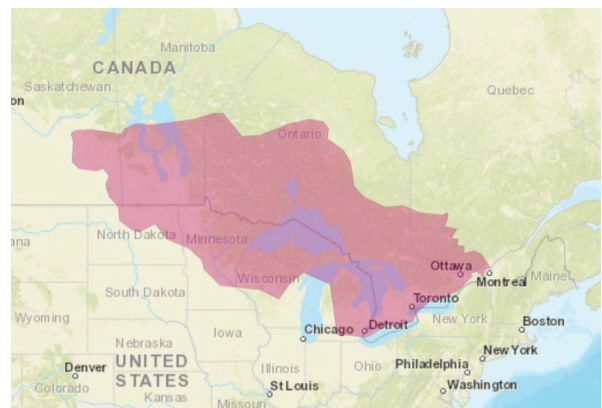 Manitoba
CANADA
Saskatchewan
on
Quebec
Ontario
ana
North Dakota
Minnesota
Ottawa
Montreal
Maine
Wisconsin
South Dakota
Toronto
Wyoming
Iowa
Chicago
Detroit
New York
Boston
Nebraska
Denver
UNITED
STATES
Illinois
Ohio
Philadelphia
New York
Colorado
Kansas
St Louis
Washington
Missouri